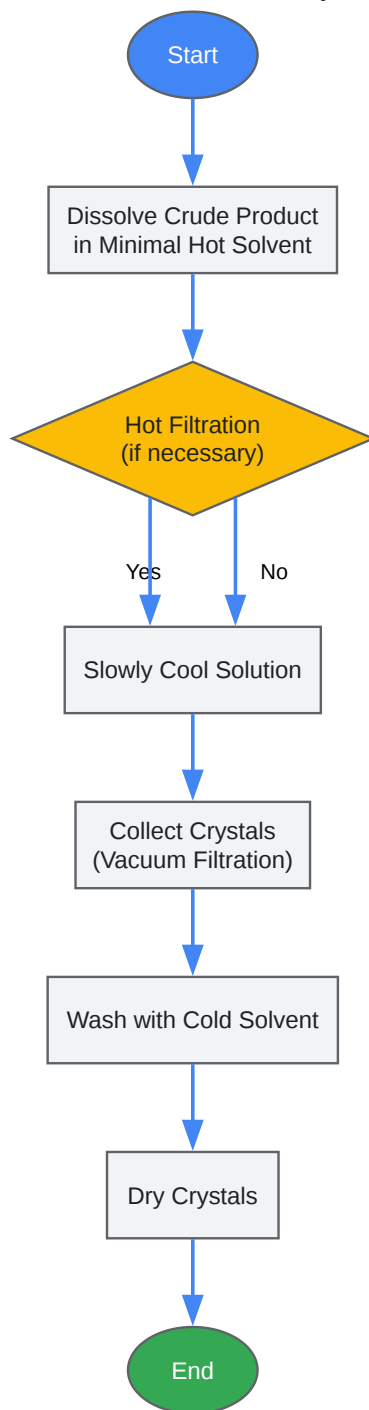 Start
Dissolve Crude Product
in Minimal Hot Solvent
Hot Filtration
(if necessary)
Yes
No
Slowly Cool Solution
Collect Crystals
(Vacuum Filtration)
Wash with Cold Solvent
Dry Crystals
End